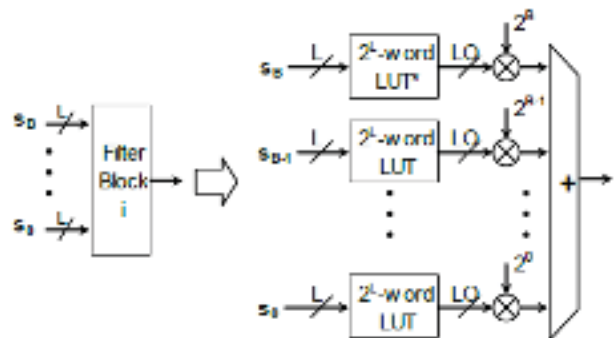 s_B L
Filter
Block
i
s_0 L
s_B L 2^L-word LUT* LO 2^B
s_B-1 L 2^L-word LUT LO 2^B-1
s_0 L 2^L-word LUT LO 2^0
+